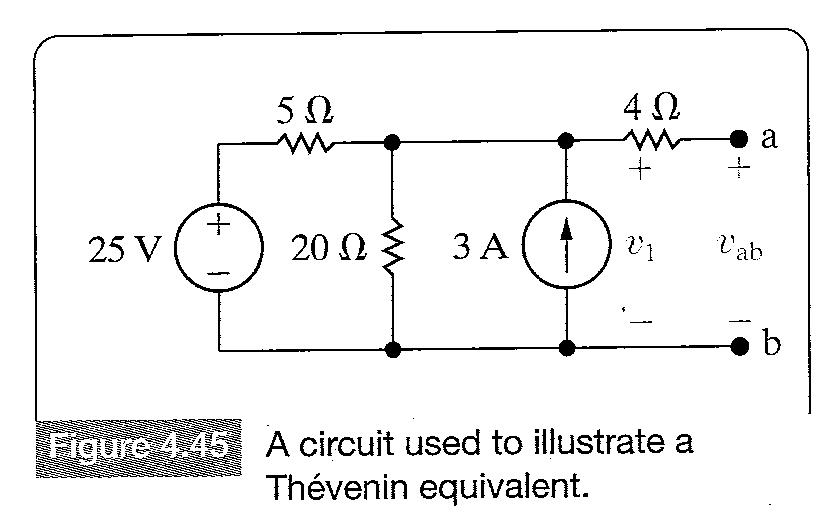 5 Ω
4 Ω
a
+
+
25 V
+
−
20 Ω
3 A
v₁
vab
−
−
b
Figure 4.45 A circuit used to illustrate a
Thévenin equivalent.